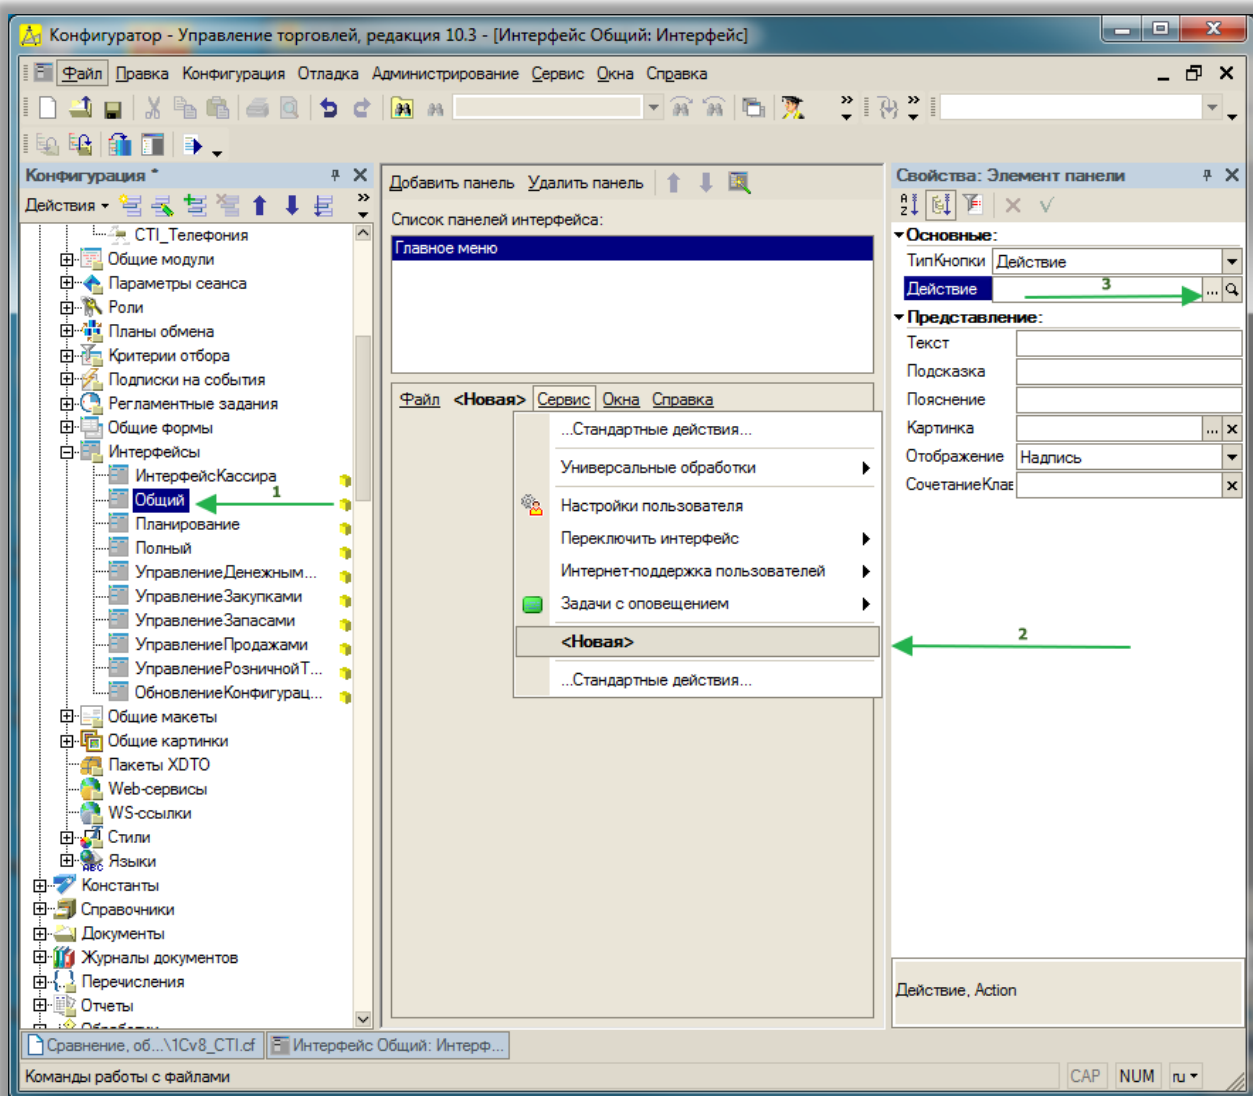 Конфигуратор - Управление торговлей, редакция 10.3 - [Интерфейс Общий: Интерфейс]
Файл Правка Конфигурация Отладка Администрирование Сервис Окна Справка
Конфигурация *
Действия
CTI_Телефония
Общие модули
Параметры сеанса
Роли
Планы обмена
Критерии отбора
Подписки на события
Регламентные задания
Общие формы
Интерфейсы
ИнтерфейсКассира
Общий
1
Планирование
Полный
УправлениеДенежным...
УправлениеЗакупками
УправлениеЗапасами
УправлениеПродажами
УправлениеРозничнойТ...
ОбновлениеКонфигурац...
Общие макеты
Общие картинки
Пакеты XDTO
Web-сервисы
WS-ссылки
Стили
Языки
Константы
Справочники
Документы
Журналы документов
Перечисления
Отчеты
Добавить панель Удалить панель
Список панелей интерфейса:
Главное меню
Файл <Новая> Сервис Окна Справка
...Стандартные действия...
Универсальные обработки
Настройки пользователя
Переключить интерфейс
Интернет-поддержка пользователей
Задачи с оповещением
<Новая>
2
...Стандартные действия...
Свойства: Элемент панели
Основные:
ТипКнопки Действие
Действие 3 ...
Представление:
Текст
Подсказка
Пояснение
Картинка ...
Отображение Надпись
СочетаниеКлав
Действие, Action
Сравнение, об...\1Cv8_CTI.cf Интерфейс Общий: Интерф...
Команды работы с файлами CAP NUM ru